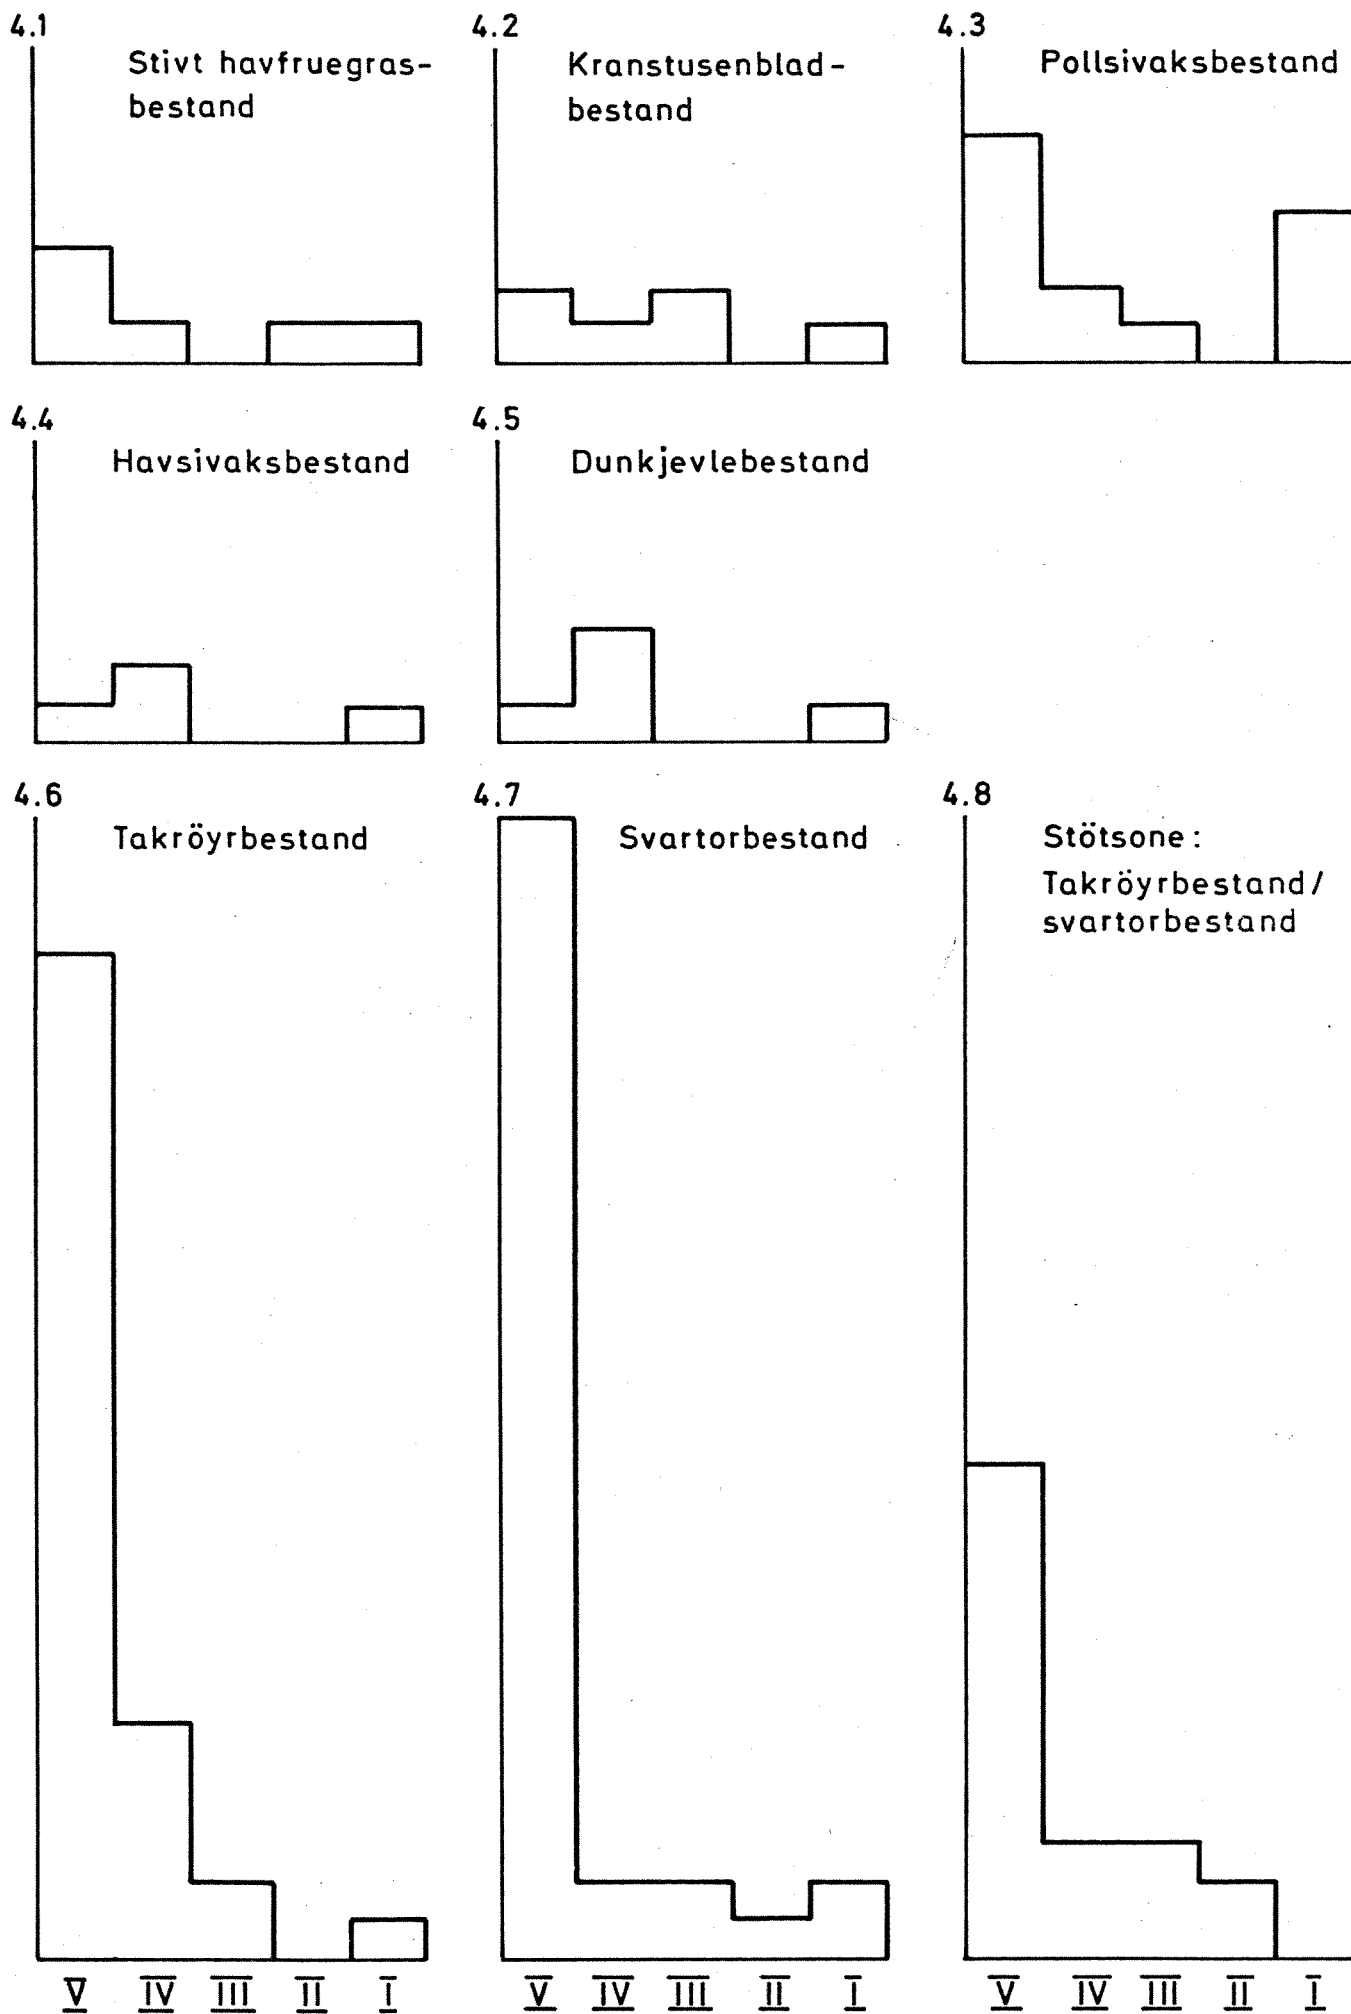 4.1
Stivt havfruegras-
bestand
4.2
Kranstusenblad-
bestand
4.3
Pollsivaksbestand
4.4
Havsivaksbestand
4.5
Dunkjevlebestand
4.6
Takröyrbestand
4.7
Svartorbestand
4.8
Stötsone:
Takröyrbestand/
svartorbestand
V IV III II I
V IV III II I
V IV III II I